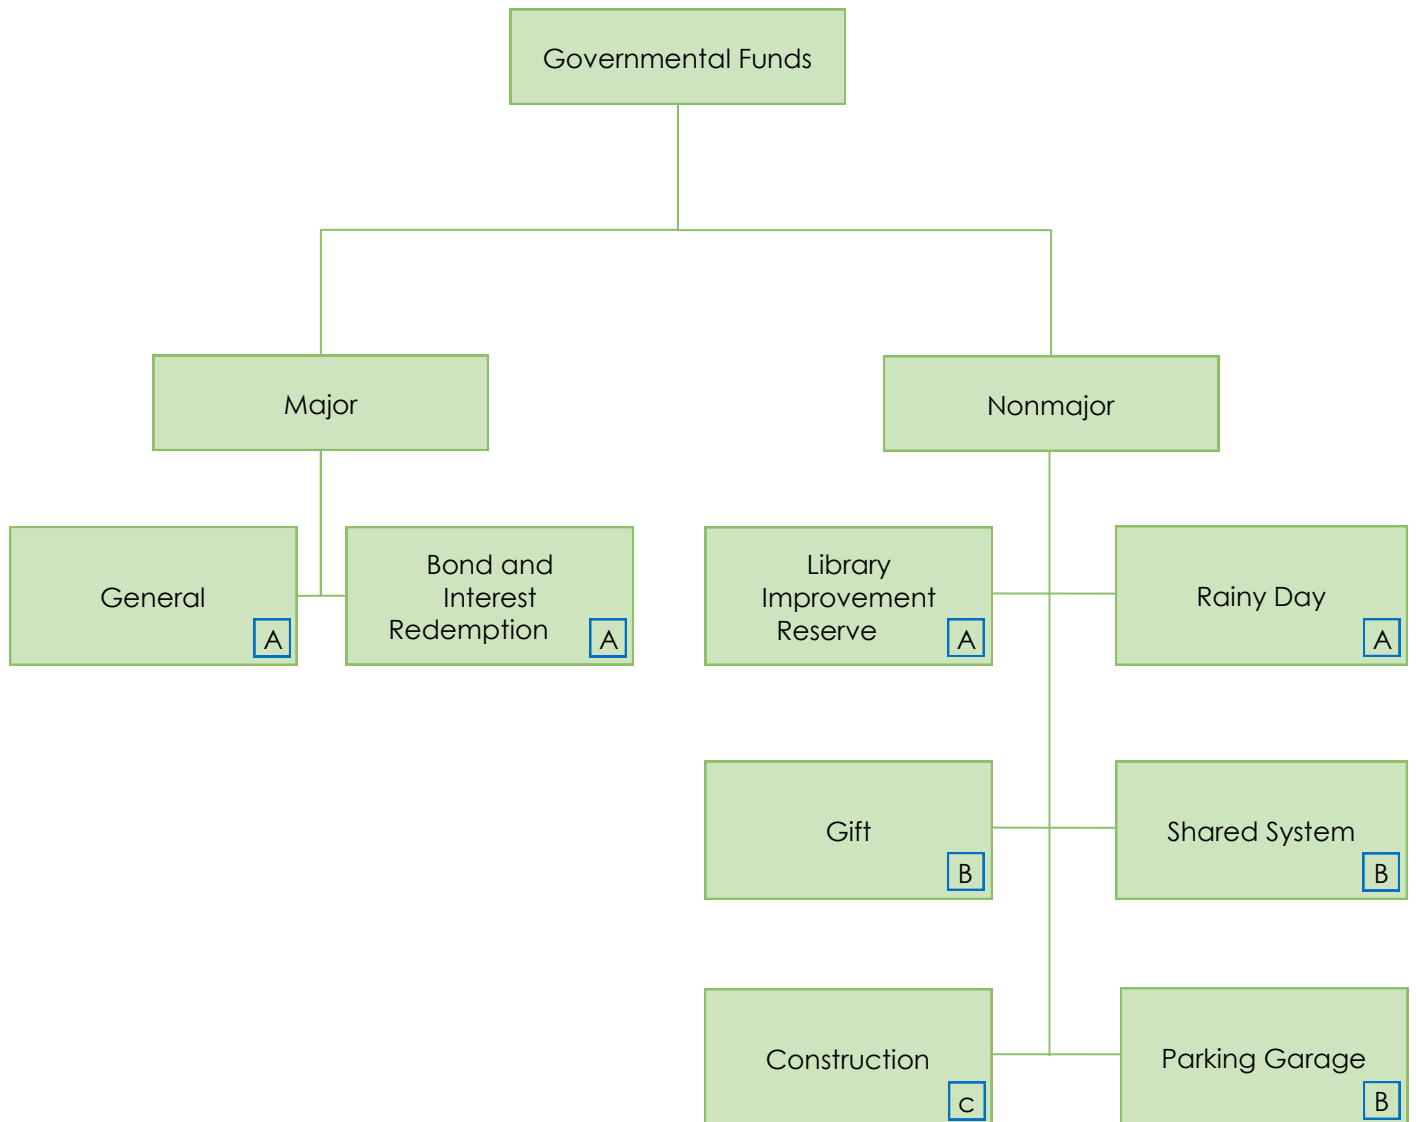 Governmental Funds
Major
Nonmajor
General
A
Bond and
Interest
Redemption
A
Library
Improvement
Reserve
A
Rainy Day
A
Gift
B
Shared System
B
Construction
c
Parking Garage
B